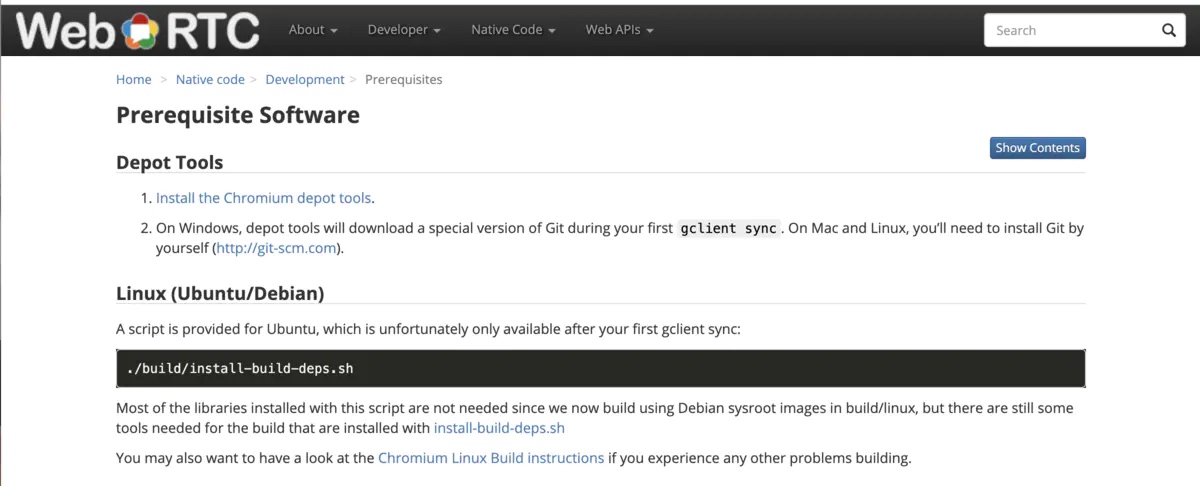 WebRTC About Developer Native Code Web APIs Search
Home > Native code > Development > Prerequisites
Prerequisite Software
Show Contents
Depot Tools
1. Install the Chromium depot tools.
2. On Windows, depot tools will download a special version of Git during your first gclient sync. On Mac and Linux, you’ll need to install Git by
yourself (http://git-scm.com).
Linux (Ubuntu/Debian)
A script is provided for Ubuntu, which is unfortunately only available after your first gclient sync:
./build/install-build-deps.sh
Most of the libraries installed with this script are not needed since we now build using Debian sysroot images in build/linux, but there are still some
tools needed for the build that are installed with install-build-deps.sh
You may also want to have a look at the Chromium Linux Build instructions if you experience any other problems building.